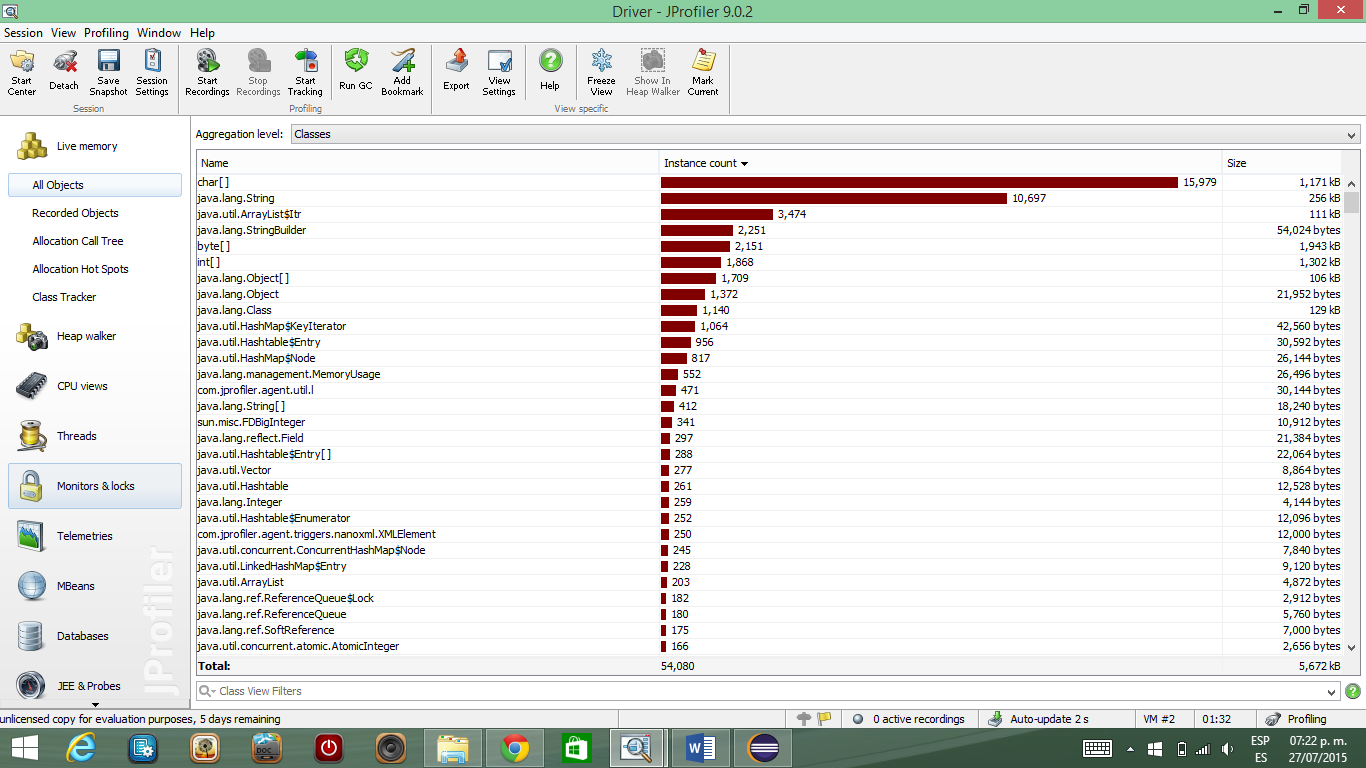 Driver - JProfiler 9.0.2
Session View Profiling Window Help
Start Center
Detach
Save Snapshot
Session Settings
Start Recordings
Stop Recordings
Start Tracking
Run GC
Add Bookmark
Export
View Settings
Help
Freeze View
Show In Heap Walker
Mark Current
Session
Profiling
View specific
Live memory
All Objects
Recorded Objects
Allocation Call Tree
Allocation Hot Spots
Class Tracker
Heap walker
CPU views
Threads
Monitors & locks
Telemetries
MBeans
Databases
JEE & Probes
JProfiler
Aggregation level: Classes
Name Instance count Size
char[] 15,979 1,171 kB
java.lang.String 10,697 256 kB
java.util.ArrayList$Itr 3,474 111 kB
java.lang.StringBuilder 2,251 54,024 bytes
byte[] 2,151 1,943 kB
int[] 1,868 1,302 kB
java.lang.Object[] 1,709 106 kB
java.lang.Object 1,372 21,952 bytes
java.lang.Class 1,140 129 kB
java.util.HashMap$KeyIterator 1,064 42,560 bytes
java.util.Hashtable$Entry 956 30,592 bytes
java.util.HashMap$Node 817 26,144 bytes
java.lang.management.MemoryUsage 552 26,496 bytes
com.jprofiler.agent.util.l 471 30,144 bytes
java.lang.String[] 412 18,240 bytes
sun.misc.FDBigInteger 341 10,912 bytes
java.lang.reflect.Field 297 21,384 bytes
java.util.Hashtable$Entry[] 288 22,064 bytes
java.util.Vector 277 8,864 bytes
java.util.Hashtable 261 12,528 bytes
java.lang.Integer 259 4,144 bytes
java.util.Hashtable$Enumerator 252 12,096 bytes
com.jprofiler.agent.triggers.nanoxml.XMLElement 250 12,000 bytes
java.util.concurrent.ConcurrentHashMap$Node 245 7,840 bytes
java.util.LinkedHashMap$Entry 228 9,120 bytes
java.util.ArrayList 203 4,872 bytes
java.lang.ref.ReferenceQueue$Lock 182 2,912 bytes
java.lang.ref.ReferenceQueue 180 5,760 bytes
java.lang.ref.SoftReference 175 7,000 bytes
java.util.concurrent.atomic.AtomicInteger 166 2,656 bytes
Total: 54,080 5,672 kB
Class View Filters
unlicensed copy for evaluation purposes, 5 days remaining
0 active recordings
Auto-update 2 s
VM #2
01:32
Profiling
DOC
ESP 07:22 p. m.
ES 27/07/2015